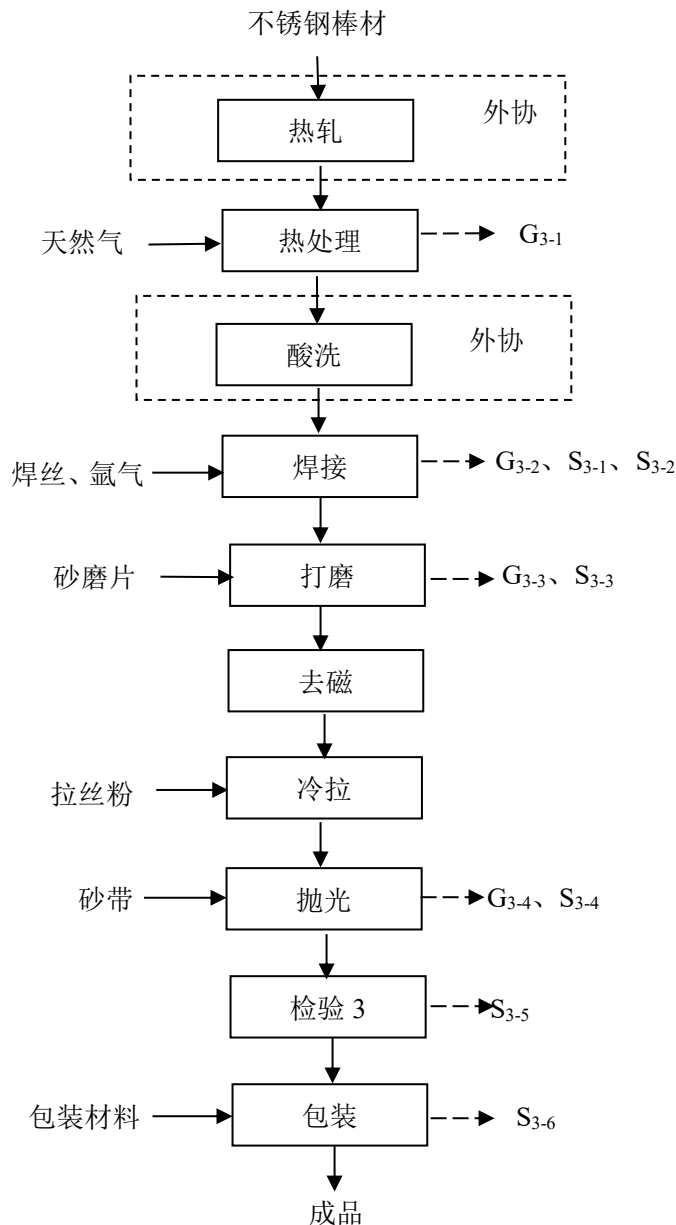 不锈钢棒材
外协
热轧
天然气
热处理
G3-1
外协
酸洗
焊丝、氩气
焊接
G3-2、S3-1、S3-2
砂磨片
打磨
G3-3、S3-3
去磁
拉丝粉
冷拉
砂带
抛光
G3-4、S3-4
检验 3
S3-5
包装材料
包装
S3-6
成品